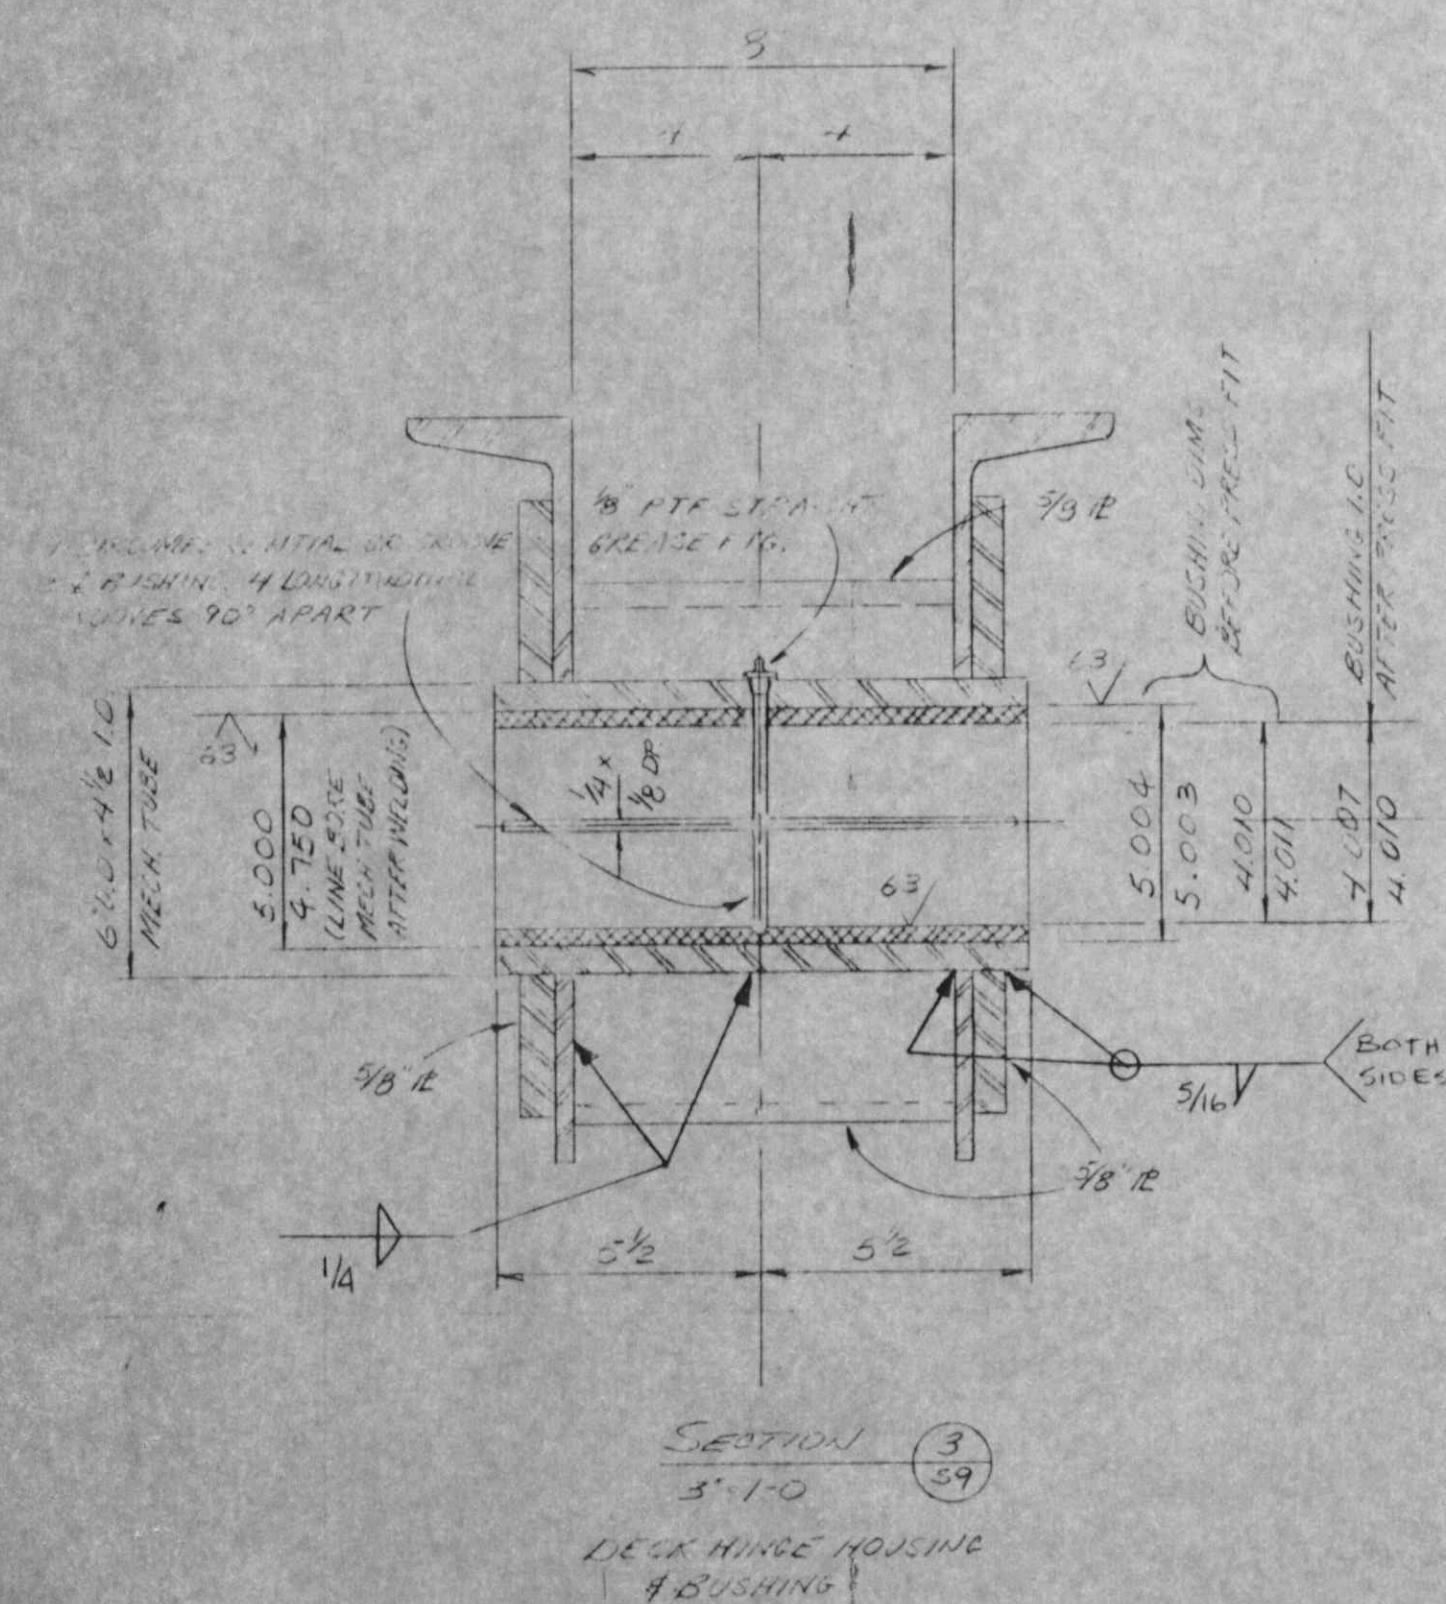 8
4
4
1/8" PTF STRAIGHT
GREASE FTG.
5/8 PL
BUSHING DIMS
BEFORE PRESS FIT
BUSHING I.D
AFTER PRESS FIT
BUSHING, 4 LONGITUDINAL
90° APART
6" O.D x 4 1/2 I.D
MECH. TUBE
63
5.000
4.750
(LINE BORE
MECH TUBE
AFTER WELDING)
1/4 x
1/8 DP.
63
63
5.004
5.003
4.010
4.011
4.007
4.010
5/8" PL
BOTH
SIDES
5/16
5/8" PL
1/4
5 1/2
5 1/2
SECTION
3
S9
3"=1'-0
DECK HINGE HOUSING
& BUSHING